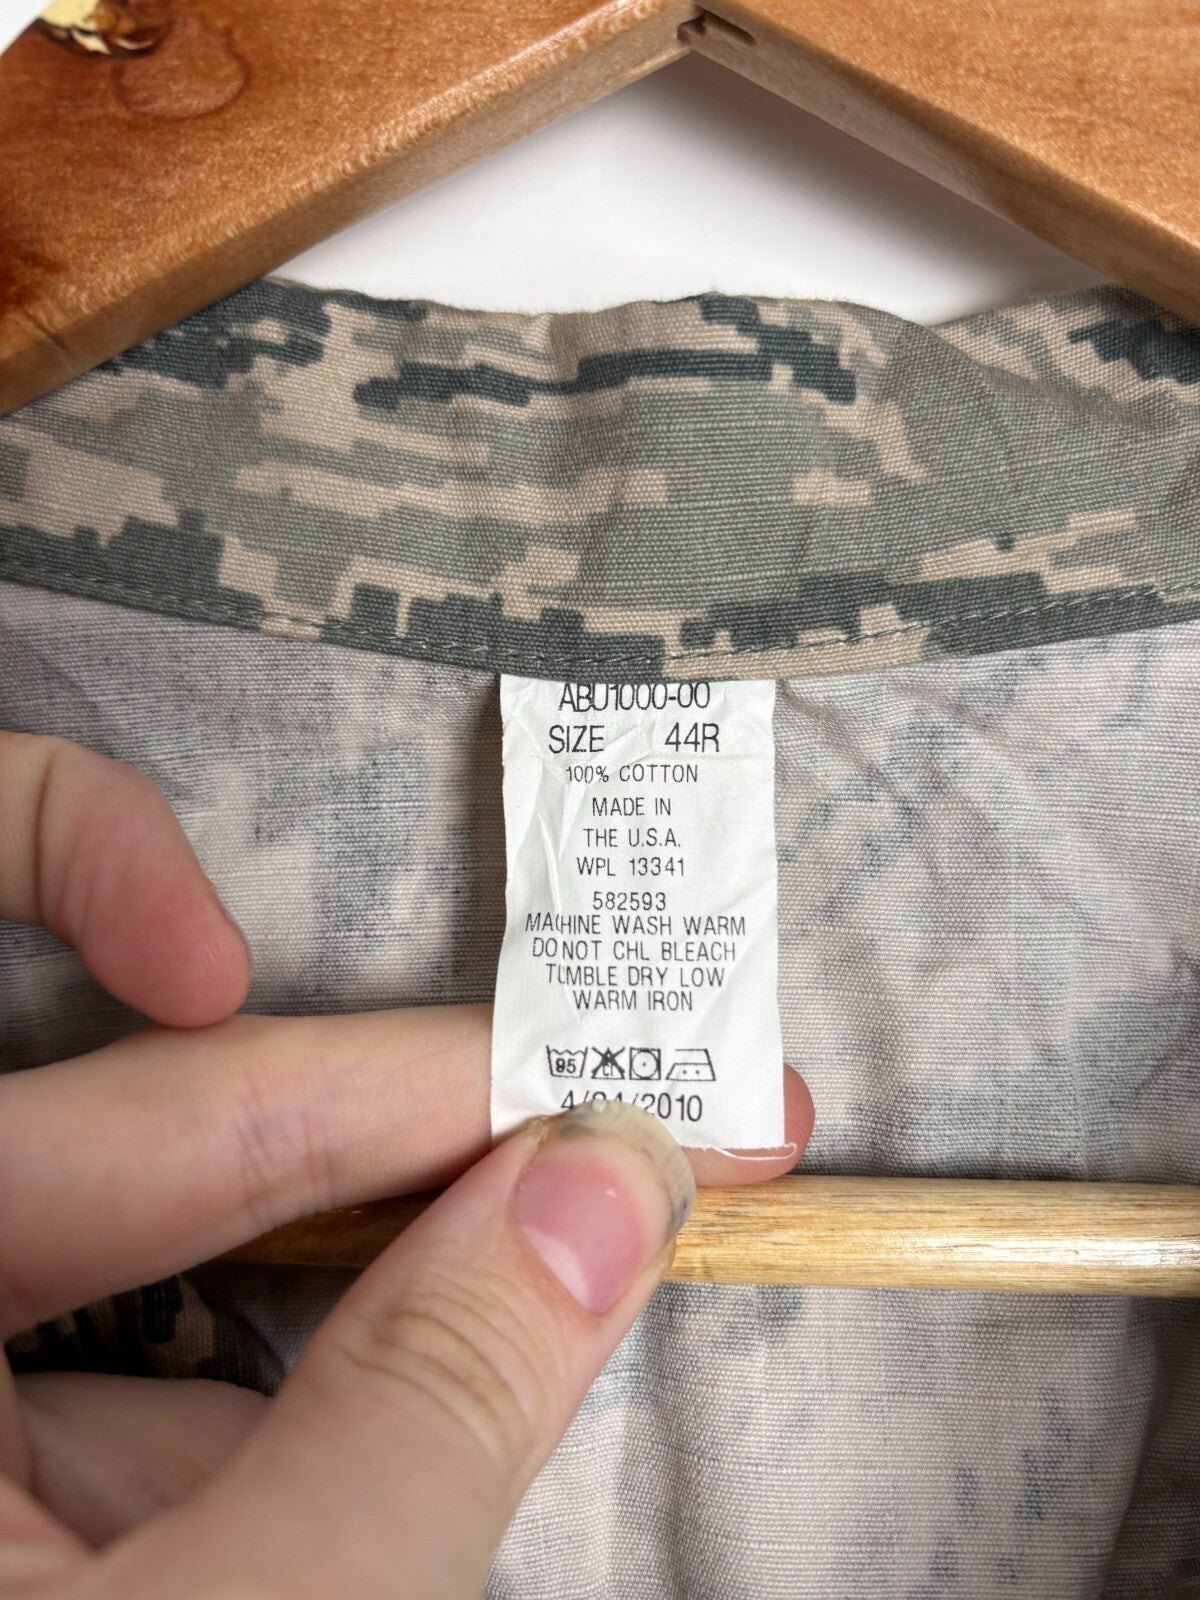 ABU1000-00
SIZE 44R
100% COTTON
MADE IN
THE U.S.A.
WPL 13341
582593
MACHINE WASH WARM
DO NOT CHL BLEACH
TUMBLE DRY LOW
WARM IRON
95 CL